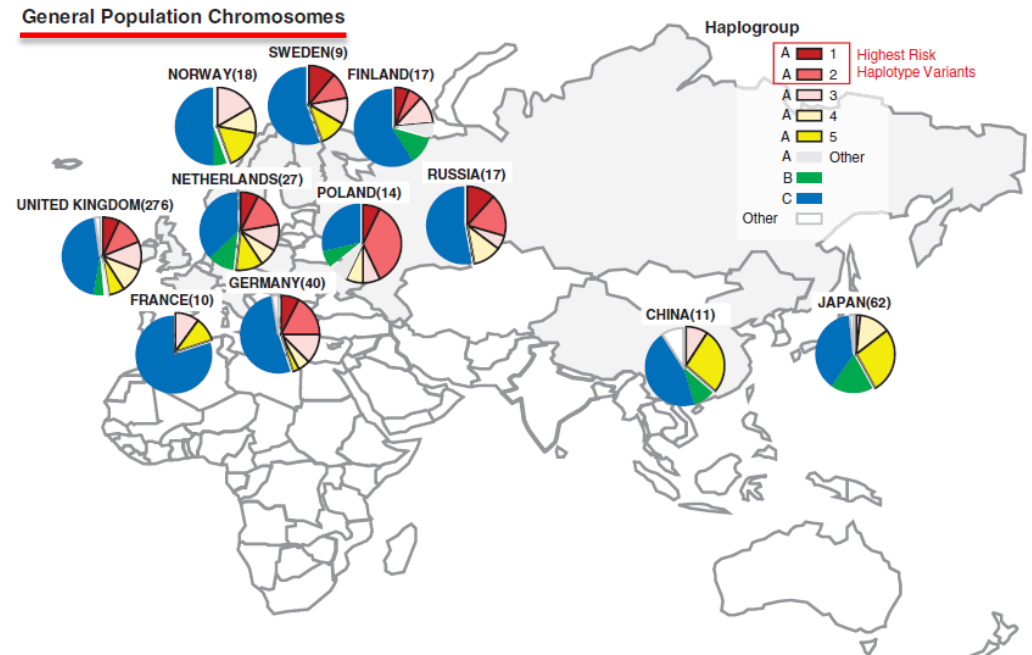 General Population Chromosomes
Haplogroup
A 1
A 2
Highest Risk
Haplotype Variants
A 3
A 4
A 5
A Other
B
C
Other
SWEDEN(9)
NORWAY(18)
FINLAND(17)
NETHERLANDS(27)
POLAND(14)
RUSSIA(17)
UNITED KINGDOM(276)
GERMANY(40)
FRANCE(10)
CHINA(11)
JAPAN(62)